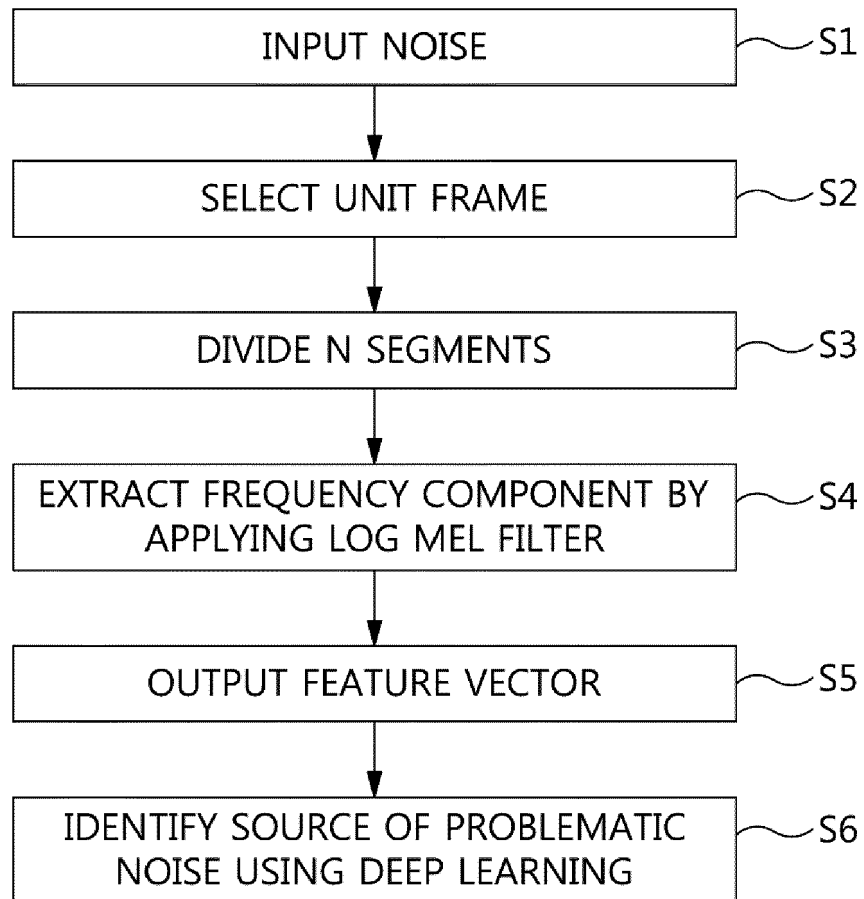 INPUT NOISE
S1
SELECT UNIT FRAME
S2
DIVIDE N SEGMENTS
S3
EXTRACT FREQUENCY COMPONENT BY
APPLYING LOG MEL FILTER
S4
OUTPUT FEATURE VECTOR
S5
IDENTIFY SOURCE OF PROBLEMATIC
NOISE USING DEEP LEARNING
S6